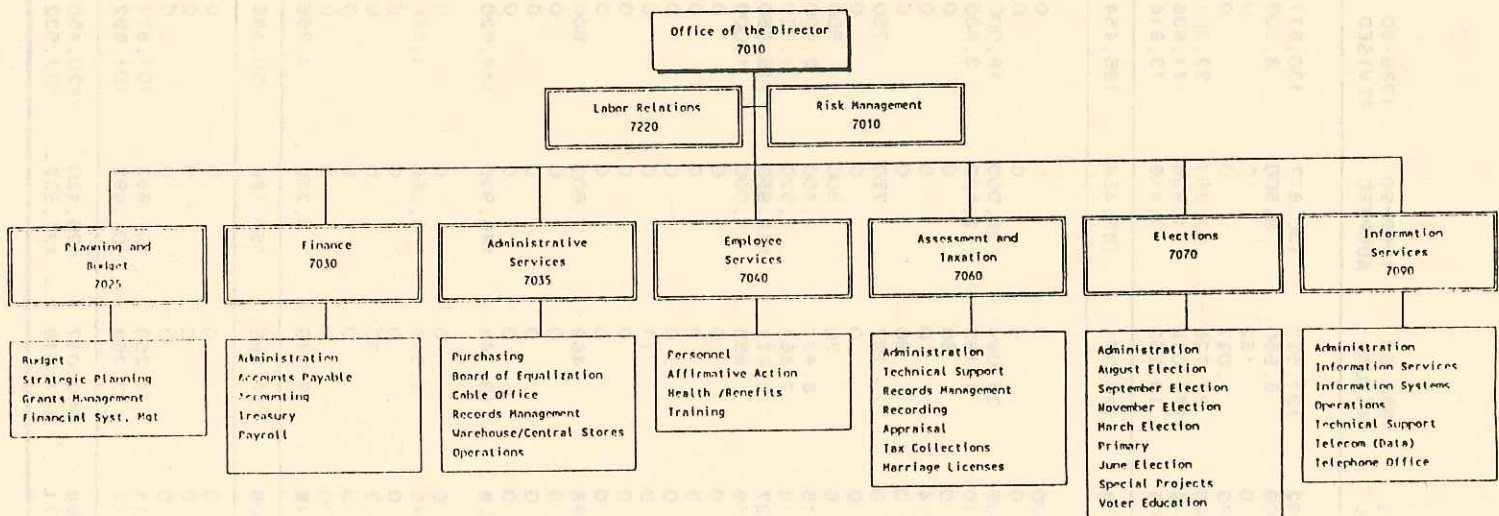 Office of the Director
7010
Labor Relations
7220
Risk Management
7010
Planning and
Budget
7025
Finance
7030
Administrative
Services
7035
Employee
Services
7040
Assessment and
Taxation
7060
Elections
7070
Information
Services
7090
Budget
Strategic Planning
Grants Management
Financial Syst. Mgt
Administration
Accounts Payable
Accounting
Treasury
Payroll
Purchasing
Board of Equalization
Cable Office
Records Management
Warehouse/Central Stores
Operations
Personnel
Affirmative Action
Health /Benefits
Training
Administration
Technical Support
Records Management
Recording
Appraisal
Tax Collections
Marriage Licenses
Administration
August Election
September Election
November Election
March Election
Primary
June Election
Special Projects
Voter Education
Administration
Information Services
Information Systems
Operations
Technical Support
Telecom (Data)
Telephone Office